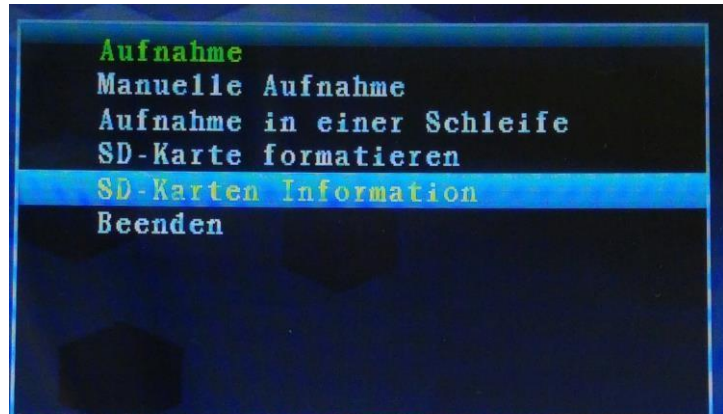 Aufnahme
Manuelle Aufnahme
Aufnahme in einer Schleife
SD-Karte formatieren
SD-Karten Information
Beenden